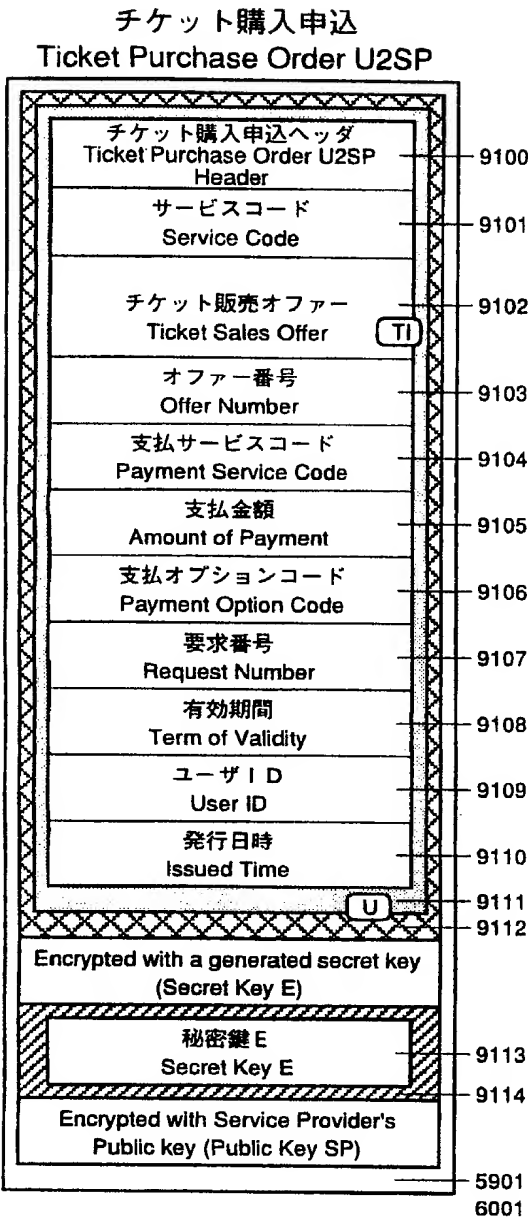 チケット購入申込
Ticket Purchase Order U2SP
チケット購入申込ヘッダ
Ticket Purchase Order U2SP
Header
9100
サービスコード
Service Code
9101
チケット販売オファー
Ticket Sales Offer
TI
9102
オファー番号
Offer Number
9103
支払サービスコード
Payment Service Code
9104
支払金額
Amount of Payment
9105
支払オプションコード
Payment Option Code
9106
要求番号
Request Number
9107
有効期間
Term of Validity
9108
ユーザID
User ID
9109
発行日時
Issued Time
9110
U
9111
9112
Encrypted with a generated secret key
(Secret Key E)
秘密鍵E
Secret Key E
9113
9114
Encrypted with Service Provider's
Public key (Public Key SP)
5901
6001